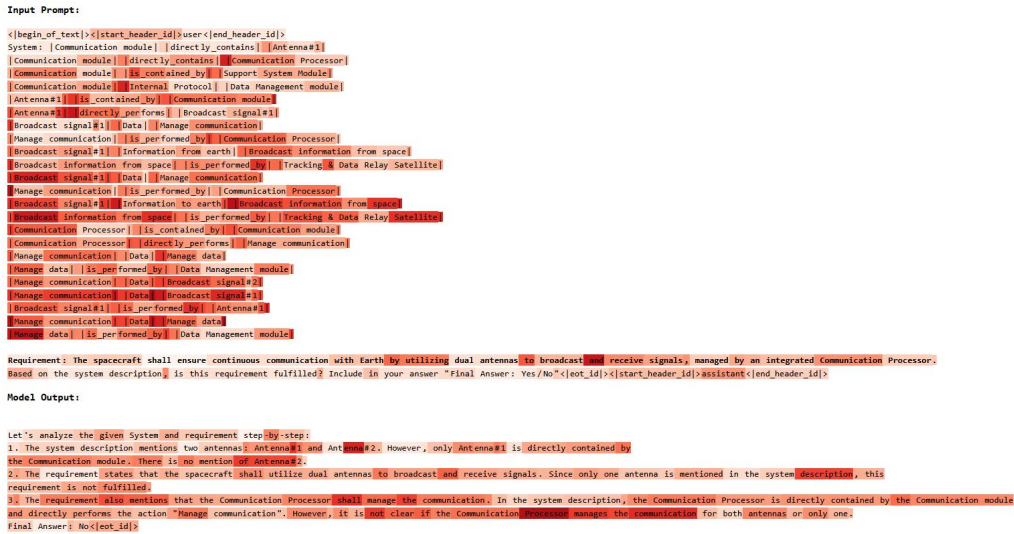 Input Prompt:
<|begin_of_text|><|start_header_id|>user<|end_header_id|>
System: |Communication module| |directly_contains| |Antenna#1|
|Communication module| |directly_contains| |Communication Processor|
|Communication module| |is_contained_by| |Support System Module|
|Communication module| |Internal Protocol| |Data Management module|
|Antenna#1| |is_contained_by| |Communication module|
|Antenna#1| |directly_performs| |Broadcast signal#1|
|Broadcast signal#1| |Data| |Manage communication|
|Manage communication| |is_performed_by| |Communication Processor|
|Broadcast signal#1| |Information from earth| |Broadcast information from space|
|Broadcast information from space| |is_performed_by| |Tracking & Data Relay Satellite|
|Broadcast signal#1| |Data| |Manage communication|
|Manage communication| |is_performed_by| |Communication Processor|
|Broadcast signal#1| |Information to earth| |Broadcast information from space|
|Broadcast information from space| |is_performed_by| |Tracking & Data Relay Satellite|
|Communication Processor| |is_contained_by| |Communication module|
|Communication Processor| |directly_performs| |Manage communication|
|Manage communication| |Data| |Manage data|
|Manage data| |is_performed_by| |Data Management module|
|Manage communication| |Data| |Broadcast signal#2|
|Manage communication| |Data| |Broadcast signal#1|
|Broadcast signal#1| |is_performed_by| |Antenna#1|
|Manage communication| |Data| |Manage data|
|Manage data| |is_performed_by| |Data Management module|
Requirement: The spacecraft shall ensure continuous communication with Earth by utilizing dual antennas to broadcast and receive signals, managed by an integrated Communication Processor.
Based on the system description, is this requirement fulfilled? Include in your answer "Final Answer: Yes/No"<|eot_id|><|start_header_id|>assistant<|end_header_id|>
Model Output:
Let's analyze the given System and requirement step-by-step:
1. The system description mentions two antennas: Antenna#1 and Antenna#2. However, only Antenna#1 is directly contained by
the Communication module. There is no mention of Antenna#2.
2. The requirement states that the spacecraft shall utilize dual antennas to broadcast and receive signals. Since only one antenna is mentioned in the system description, this
requirement is not fulfilled.
3. The requirement also mentions that the Communication Processor shall manage the communication. In the system description, the Communication Processor is directly contained by the Communication module
and directly performs the action "Manage communication". However, it is not clear if the Communication Processor manages the communication for both antennas or only one.
Final Answer: No<|eot_id|>